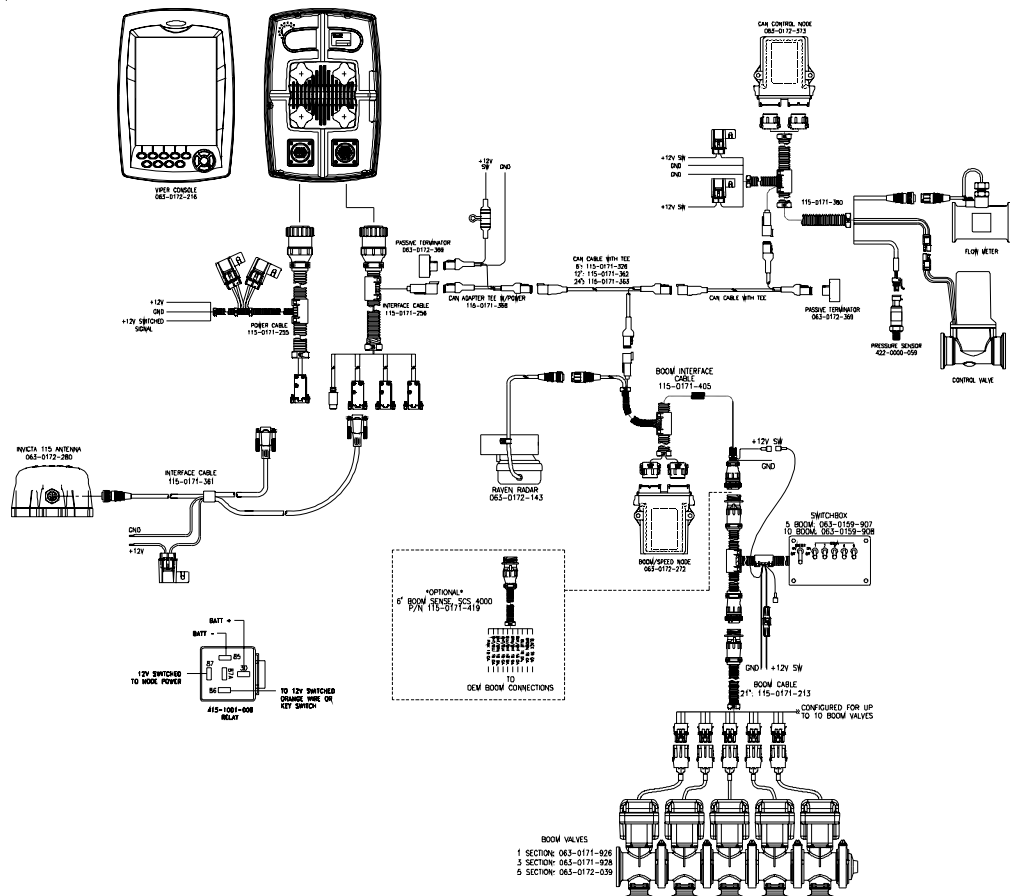 CAN CONTROL NODE
063-0172-373
VIPER CONSOLE
063-0172-216
+12V
SW
GND
+12V SW
GND
GND
+12V SW
115-0171-380
FLOW METER
PASSIVE TERMINATOR
063-0172-369
CAN CABLE WITH TEE
6': 115-0171-326
12': 115-0171-362
24': 115-0171-363
CAN ADAPTER TEE W/POWER
115-0171-368
CAN CABLE WITH TEE
PASSIVE TERMINATOR
063-0172-369
INTERFACE CABLE
115-0171-256
+12V
GND
+12V SWITCHED
SIGNAL
POWER CABLE
115-0171-255
PRESSURE SENSOR
422-0000-059
CONTROL VALVE
BOOM INTERFACE
CABLE
115-0171-405
INVICTA 115 ANTENNA
063-0172-280
INTERFACE CABLE
115-0171-361
GND
+12V
RAVEN RADAR
063-0172-143
+12V SW
GND
SWITCHBOX
5 BOOM: 063-0159-907
10 BOOM: 063-0159-908
BOOM/SPEED NODE
063-0172-272
*OPTIONAL*
6' BOOM SENSE, SCS 4000
P/N 115-0171-419
TO
OEM BOOM CONNECTIONS
BATT +
BATT -
85
87
30
86
12V SWITCHED
TO NODE POWER
TO 12V SWITCHED
ORANGE WIRE OR
KEY SWITCH
415-1001-008
RELAY
GND
+12V SW
BOOM CABLE
21': 115-0171-213
CONFIGURED FOR UP
TO 10 BOOM VALVES
BOOM VALVES
1 SECTION: 063-0171-926
3 SECTION: 063-0171-928
5 SECTION: 063-0172-039